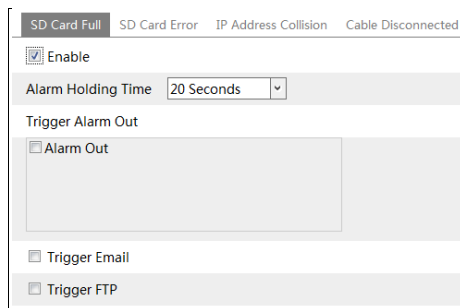 SD Card Full SD Card Error IP Address Collision Cable Disconnected
Enable
Alarm Holding Time 20 Seconds
Trigger Alarm Out
Alarm Out
Trigger Email
Trigger FTP